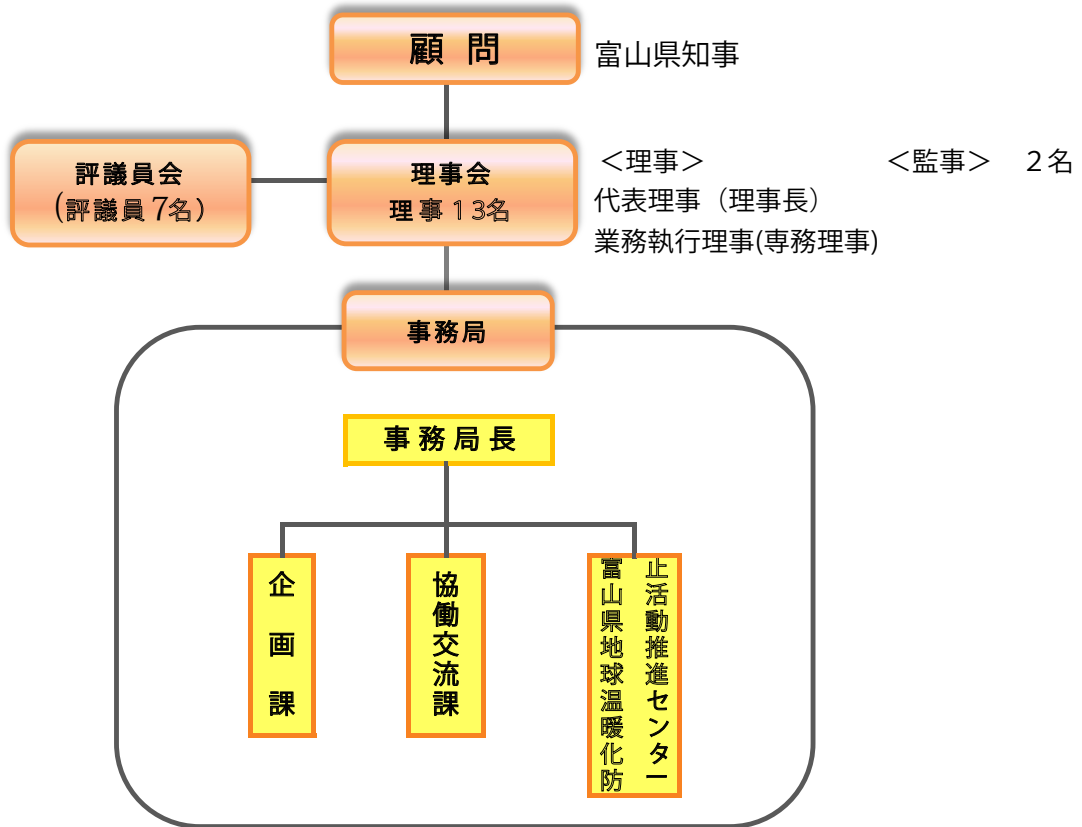 顧 問
富山県知事
評議員会
(評議員7名)
理事会
理事13名
＜理事＞ ＜監事＞ ２名
代表理事（理事長）
業務執行理事(専務理事)
事務局
事務局長
企画課
協働交流課
富山県地球温暖化防
止活動推進センター